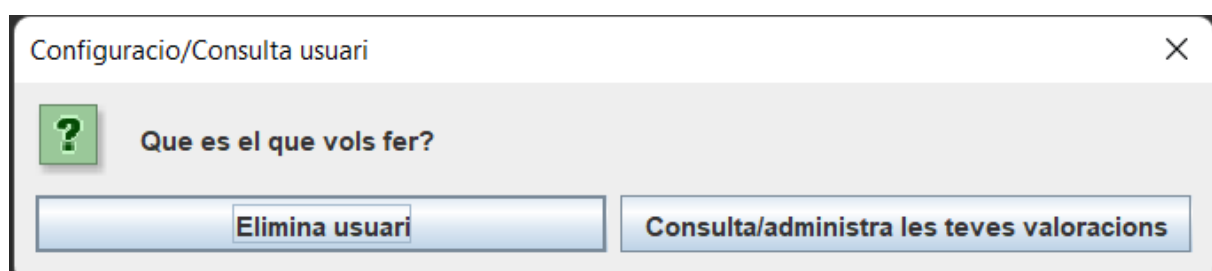 Configuracio/Consulta usuari
Que es el que vols fer?
Elimina usuari
Consulta/administra les teves valoracions